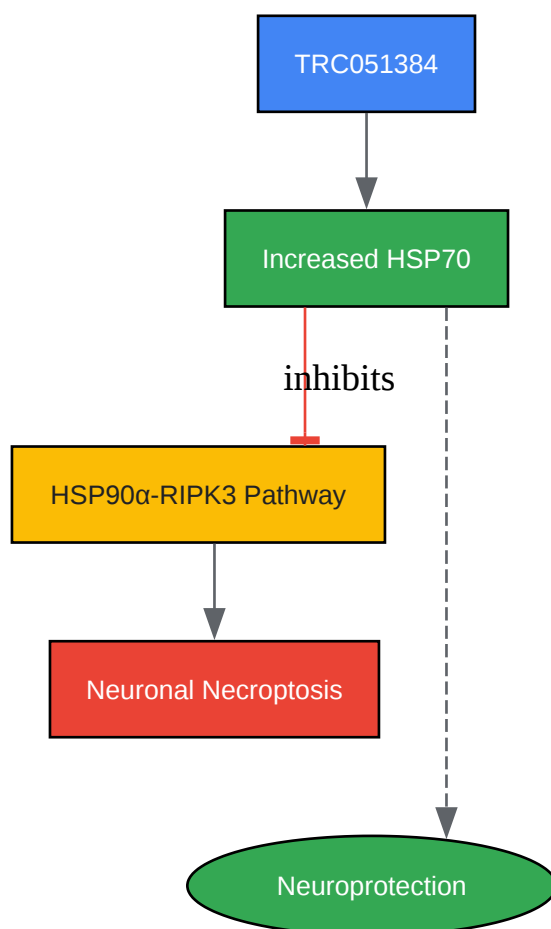 TRC051384
Increased HSP70
inhibits
HSP90α-RIPK3 Pathway
Neuronal Necroptosis
Neuroprotection